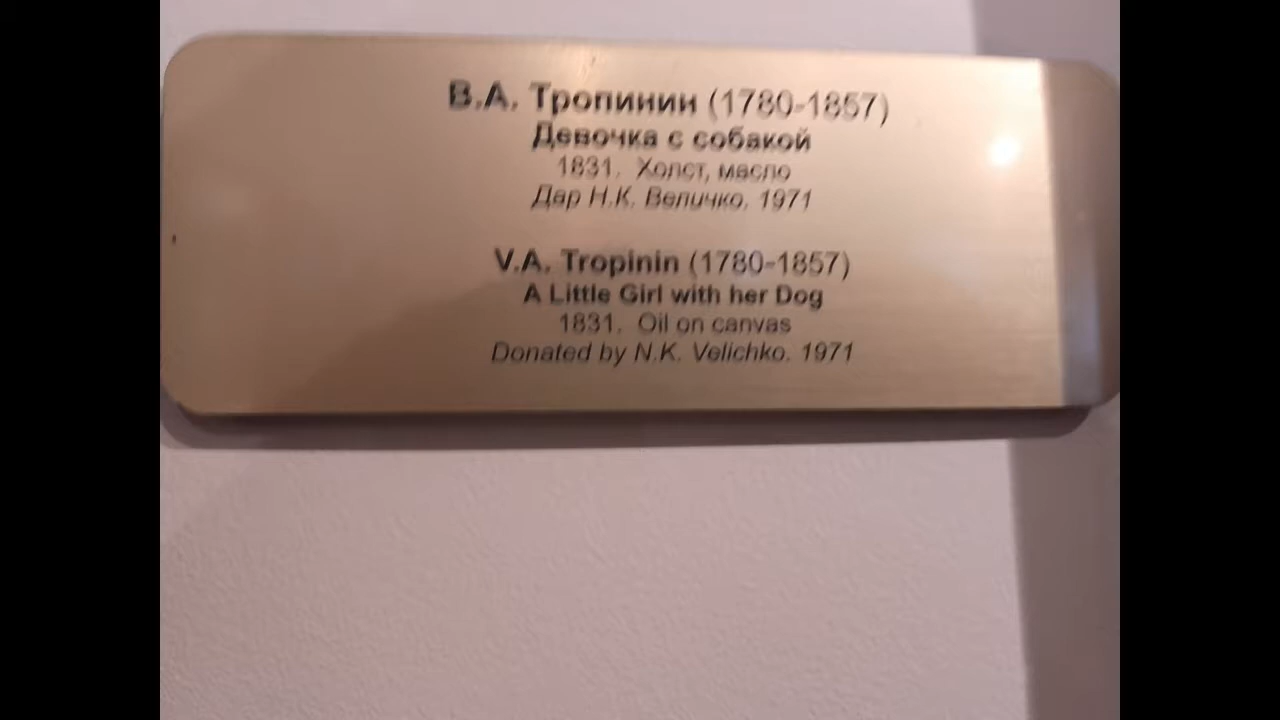 В.А. Тропинин (1780-1857)
Девочка с собакой
1831. Холст, масло
Дар Н.К. Величко. 1971
V.A. Tropinin (1780-1857)
A Little Girl with her Dog
1831. Oil on canvas
Donated by N.K. Velichko. 1971